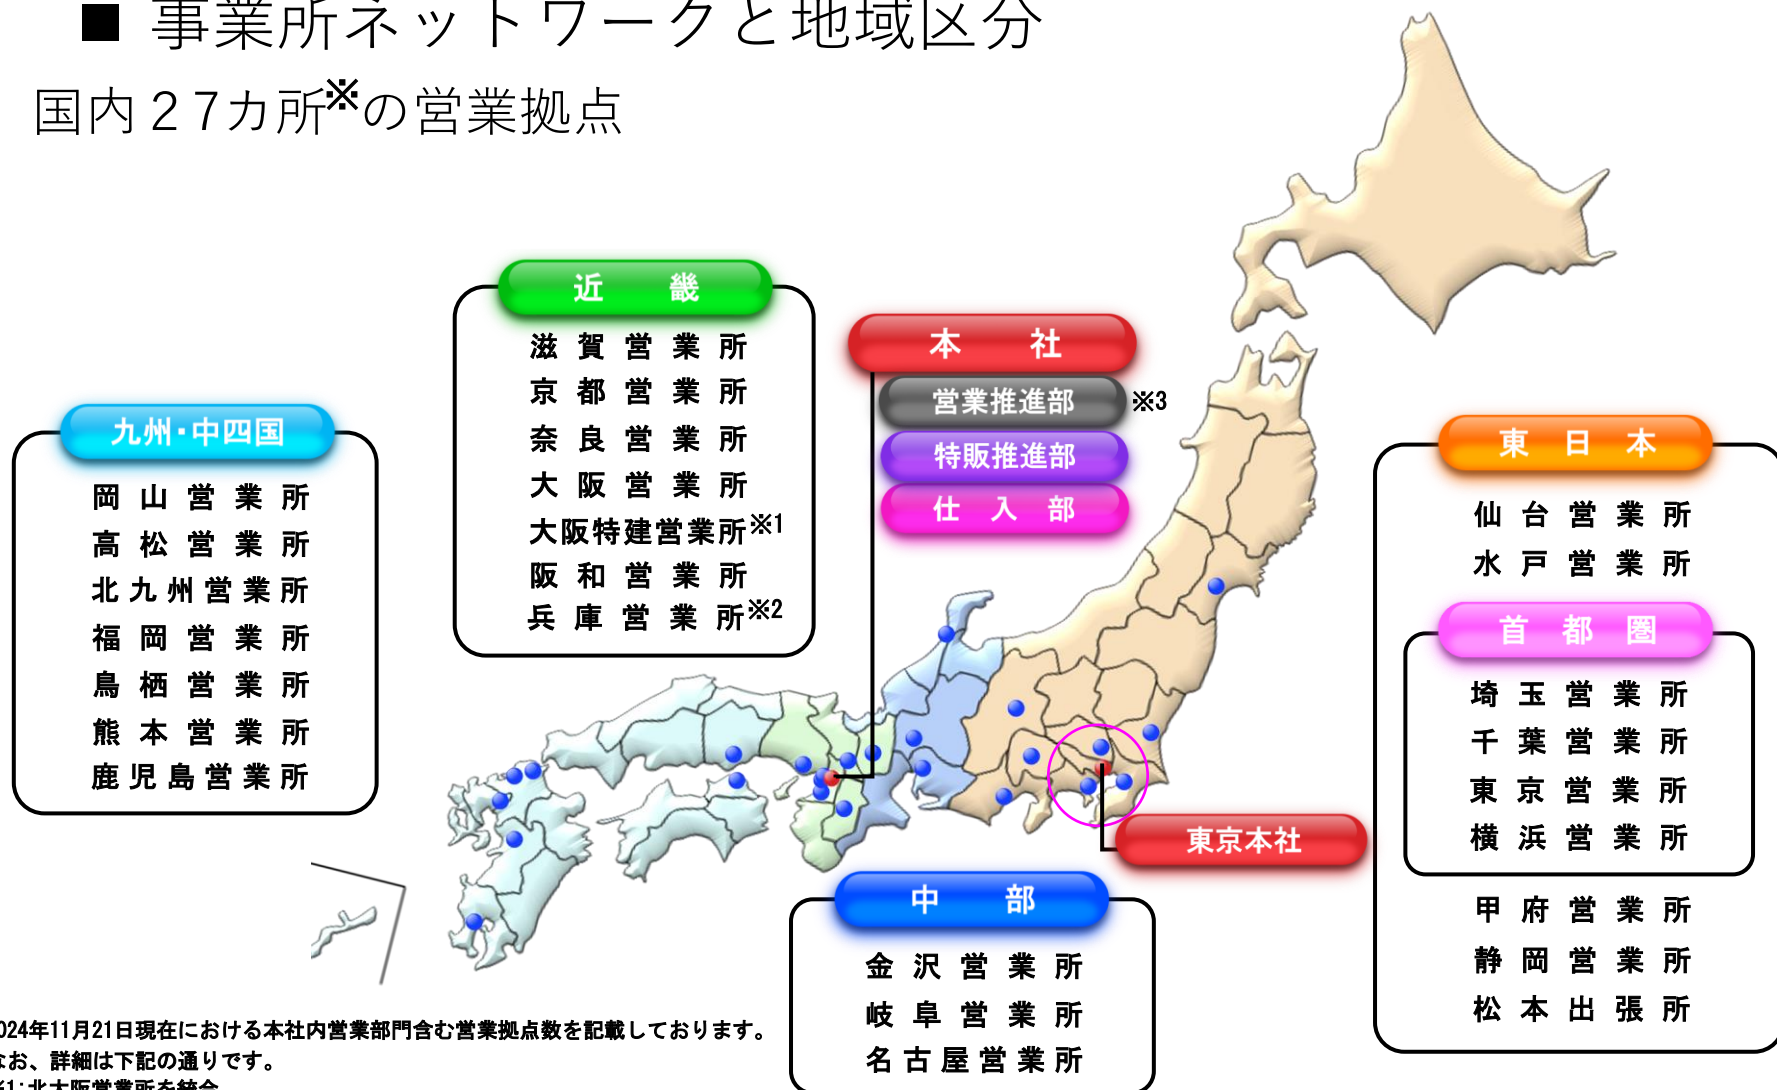 ■ 事業所ネットワークと地域区分
国内27カ所※の営業拠点
近畿
滋賀営業所
京都営業所
奈良営業所
大阪営業所
大阪特建営業所※1
阪和営業所
兵庫営業所※2
本社
営業推進部 ※3
特販推進部
仕入部
九州・中四国
岡山営業所
高松営業所
北九州営業所
福岡営業所
鳥栖営業所
熊本営業所
鹿児島営業所
東日本
仙台営業所
水戸営業所
首都圏
埼玉営業所
千葉営業所
東京営業所
横浜営業所
甲府営業所
静岡営業所
松本出張所
東京本社
中部
金沢営業所
岐阜営業所
名古屋営業所
024年11月21日現在における本社内営業部門含む営業拠点数を記載しております。
なお、詳細は下記の通りです。
※1:北大阪営業所を統合